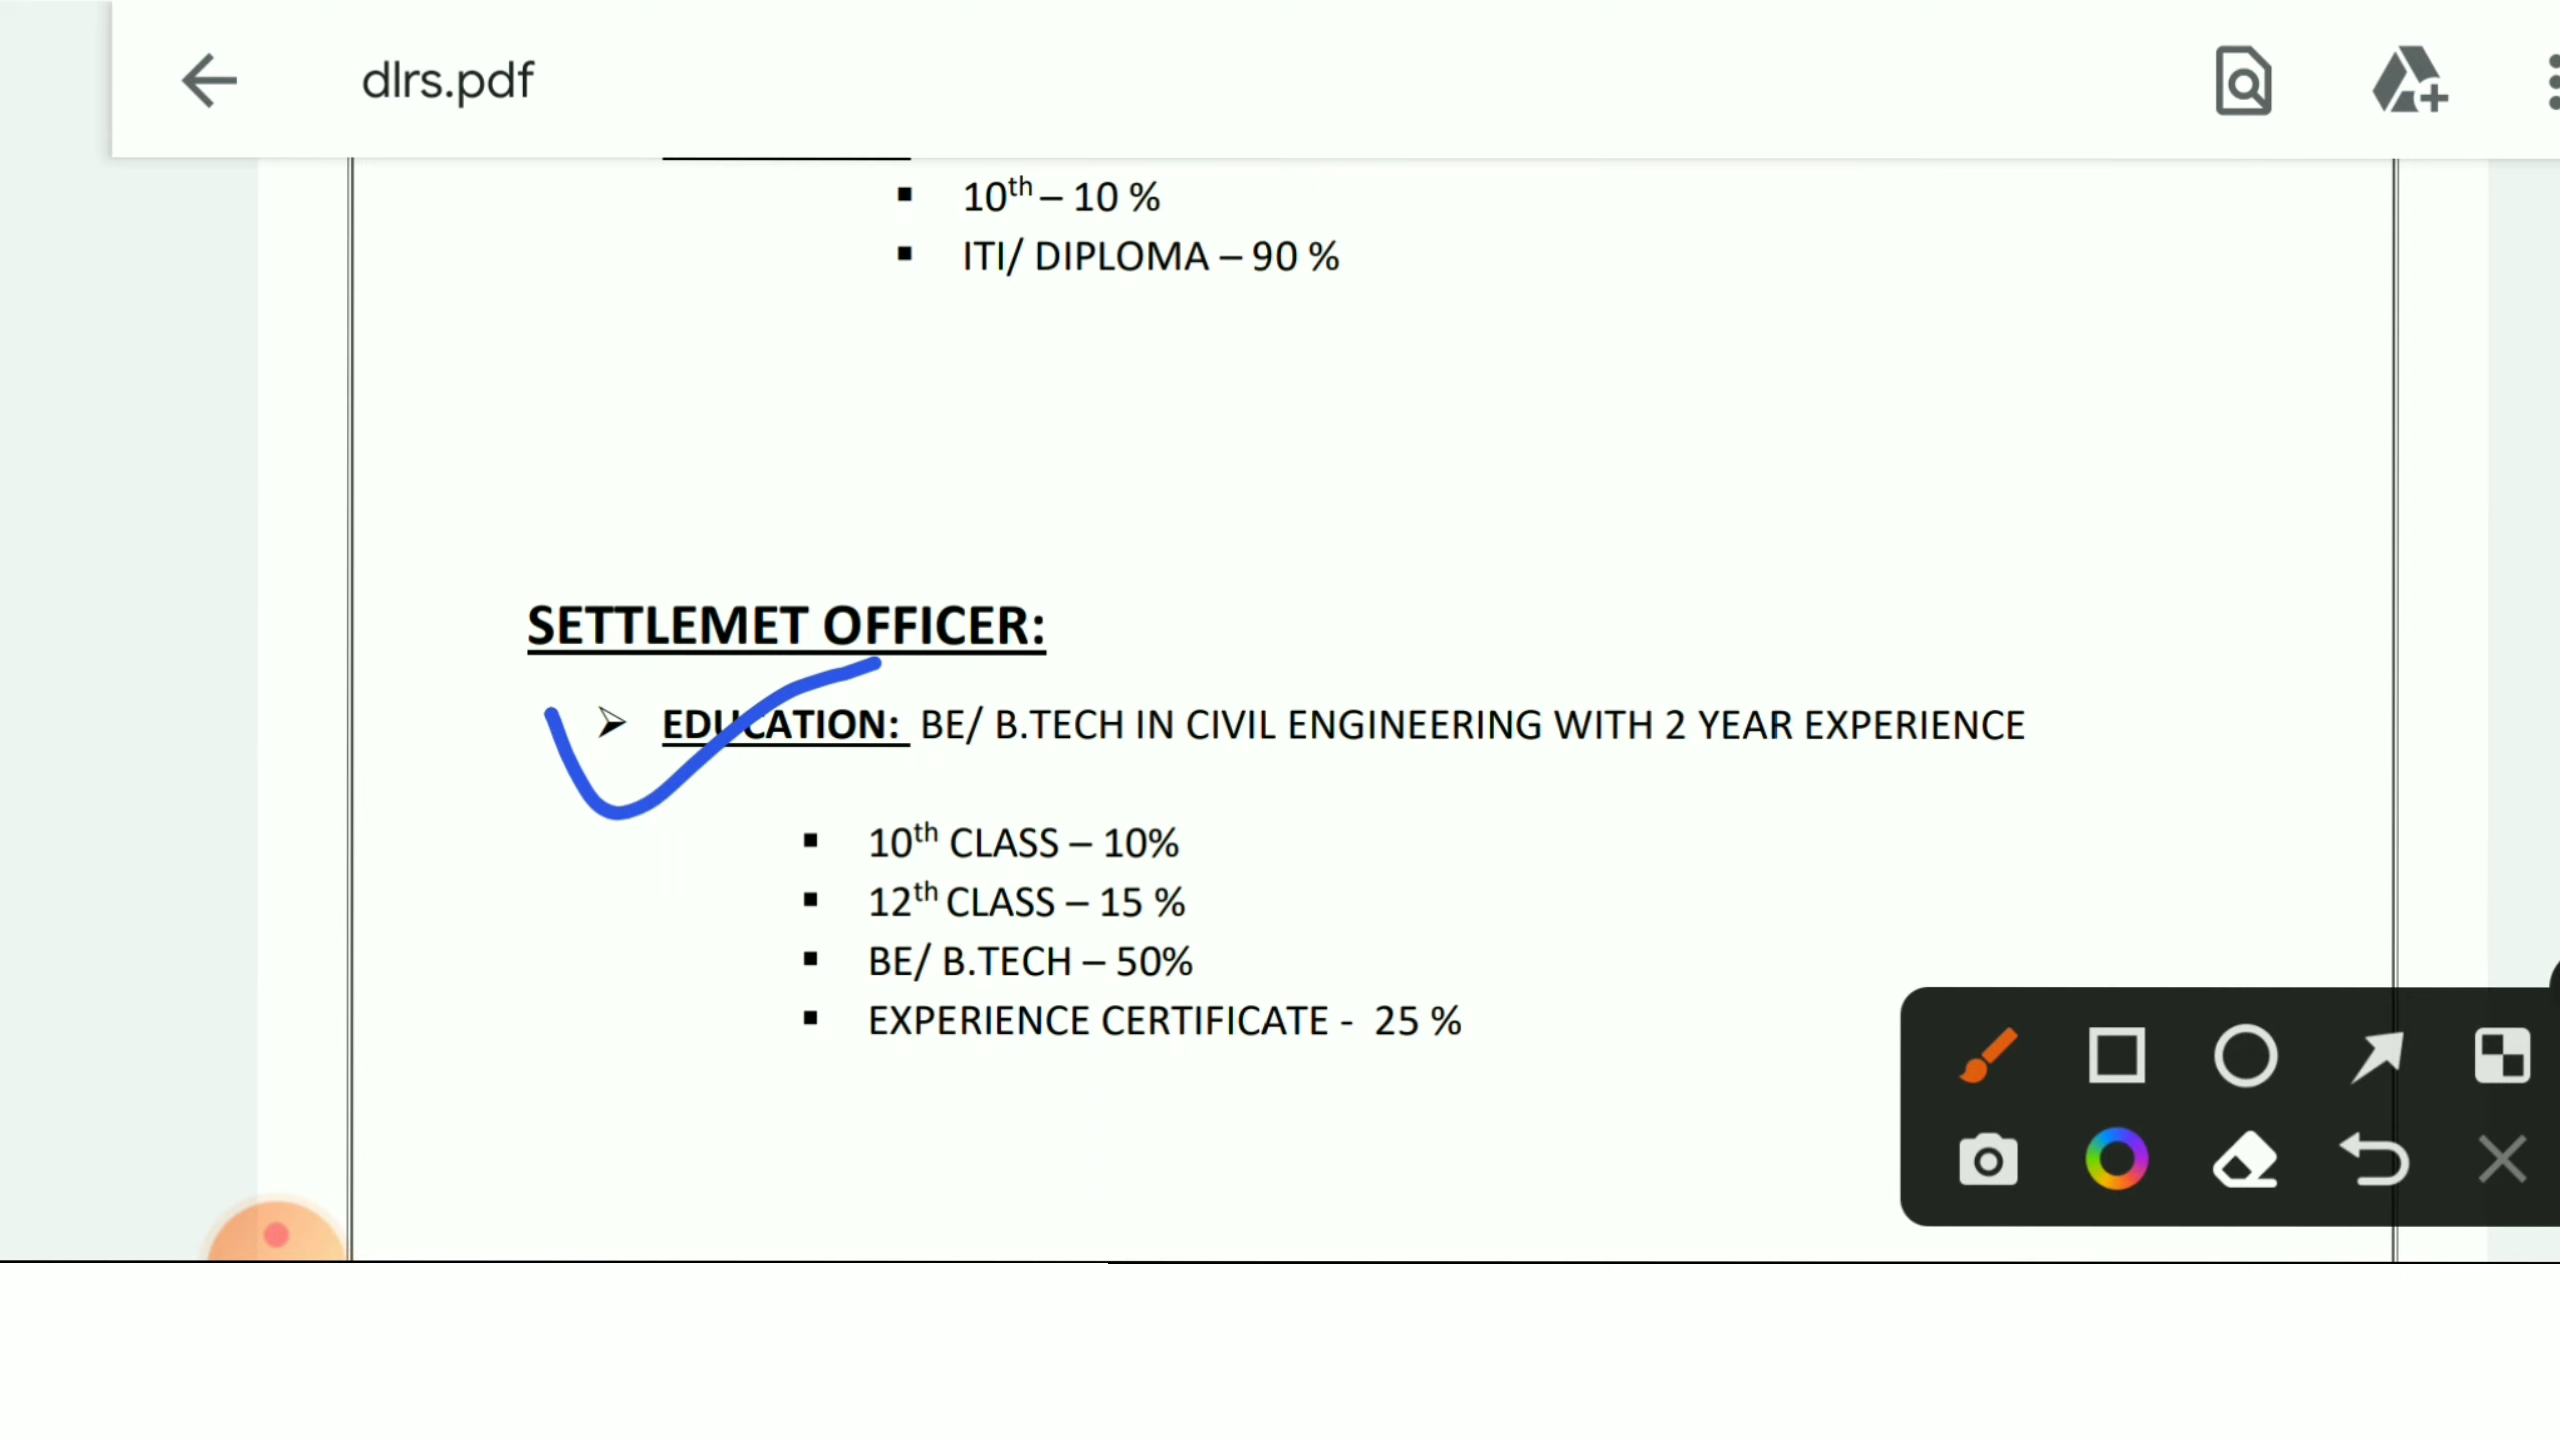 dlrs.pdf
10th – 10 %
ITI/ DIPLOMA – 90 %
SETTLEMET OFFICER:
EDUCATION: BE/ B.TECH IN CIVIL ENGINEERING WITH 2 YEAR EXPERIENCE
10th CLASS – 10%
12th CLASS – 15 %
BE/ B.TECH – 50%
EXPERIENCE CERTIFICATE - 25 %